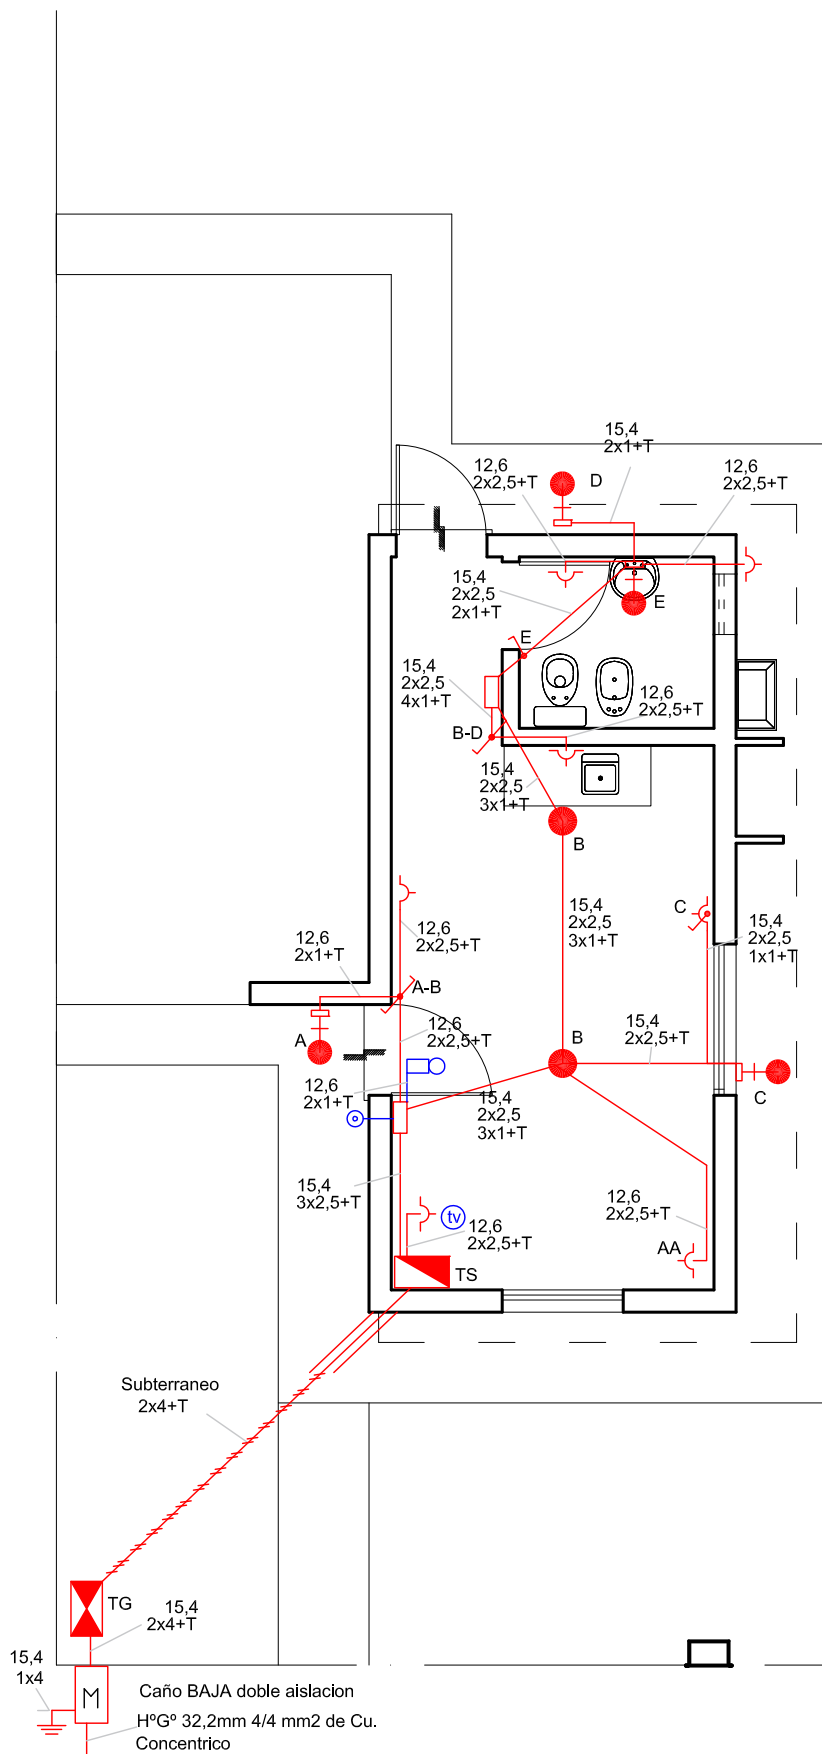 15,4
2x1+T
12,6
2x2,5+T
D
12,6
2x2,5+T
15,4
2x2,5
2x1+T
E
E
15,4
2x2,5
4x1+T
12,6
2x2,5+T
B-D
15,4
2x2,5
3x1+T
B
15,4
2x2,5
3x1+T
C
15,4
2x2,5
1x1+T
12,6
2x2,5+T
12,6
2x1+T
A-B
12,6
2x2,5+T
A
B
15,4
2x2,5+T
C
12,6
2x1+T
15,4
2x2,5
3x1+T
15,4
3x2,5+T
tv
12,6
2x2,5+T
12,6
2x2,5+T
AA
TS
Subterraneo
2x4+T
TG
15,4
2x4+T
15,4
1x4
M
Caño BAJA doble aislacion
HºGº 32,2mm 4/4 mm2 de Cu.
Concentrico